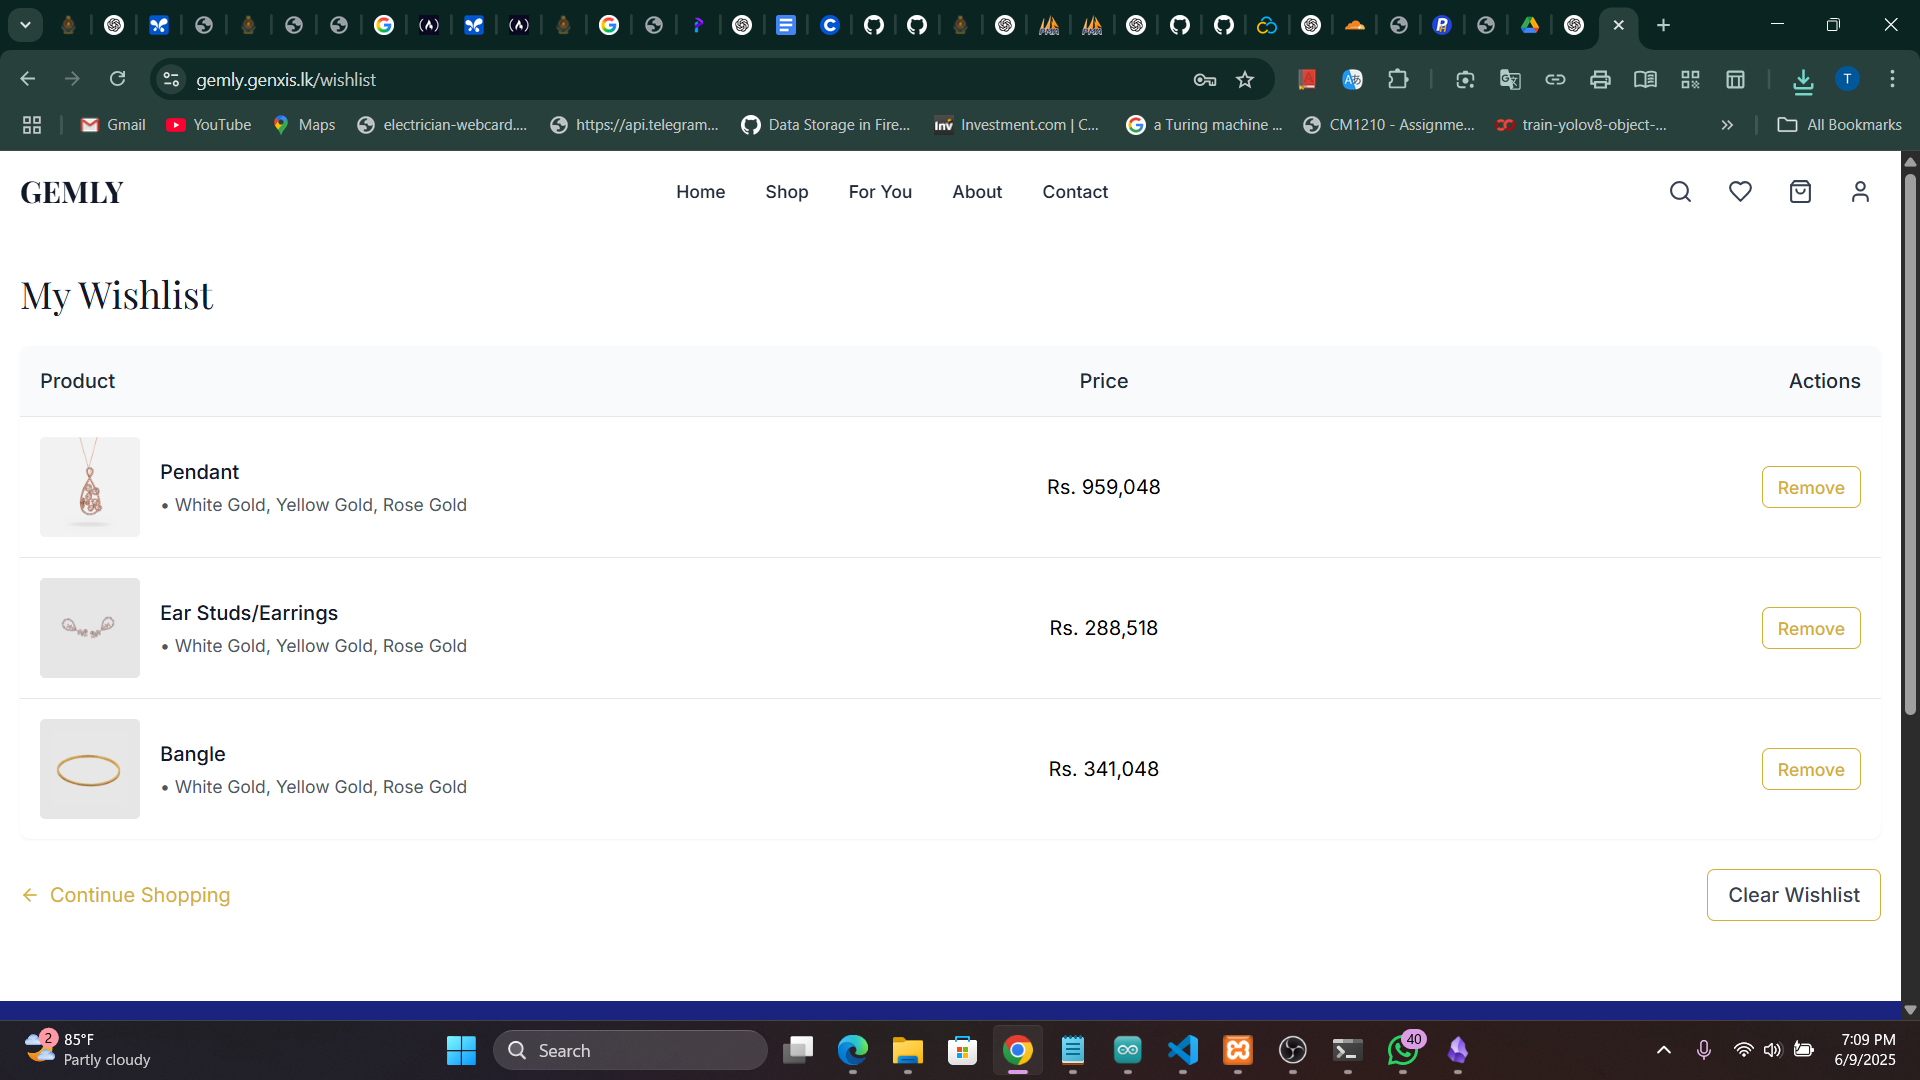 gemly.genxis.lk/wishlist
T
Gmail
YouTube
Maps
electrician-webcard....
https://api.telegram...
Data Storage in Fire...
Inv Investment.com | C...
a Turing machine ...
CM1210 - Assignme...
train-yolov8-object-...
All Bookmarks
GEMLY
Home
Shop
For You
About
Contact
My Wishlist
Product
Price
Actions
Pendant
• White Gold, Yellow Gold, Rose Gold
Rs. 959,048
Remove
Ear Studs/Earrings
• White Gold, Yellow Gold, Rose Gold
Rs. 288,518
Remove
Bangle
• White Gold, Yellow Gold, Rose Gold
Rs. 341,048
Remove
← Continue Shopping
Clear Wishlist
2
85°F
Partly cloudy
Search
40
7:09 PM
6/9/2025